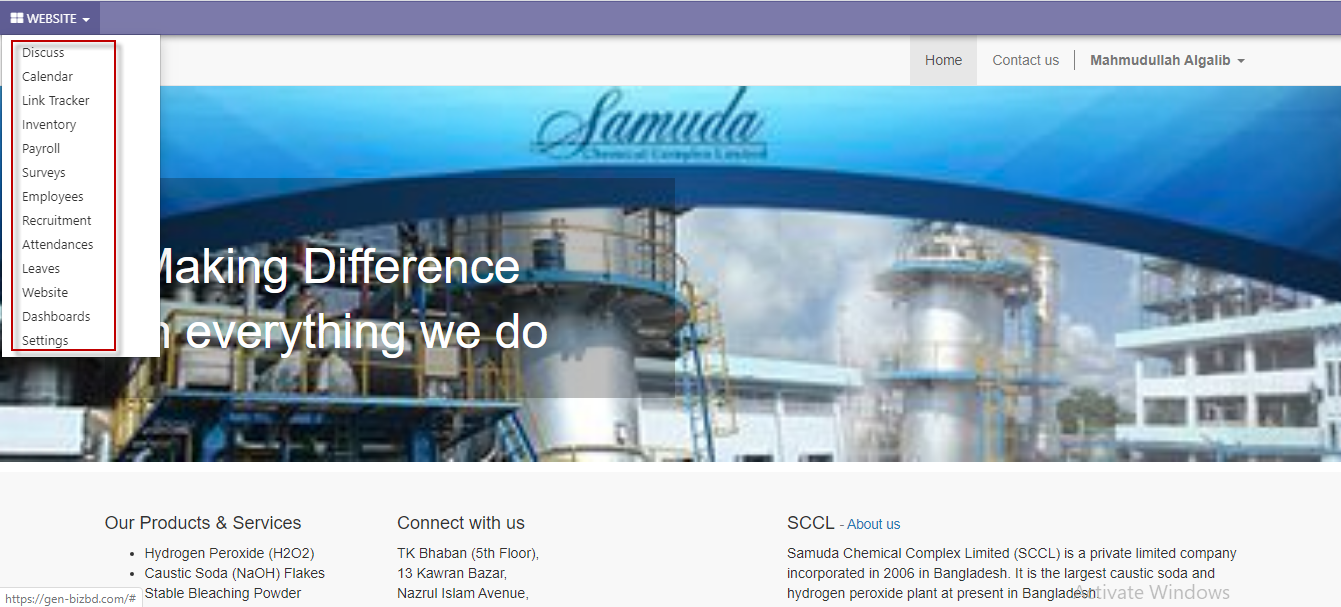 WEBSITE
Discuss
Calendar
Link Tracker
Inventory
Payroll
Surveys
Employees
Recruitment
Attendances
Leaves
Website
Dashboards
Settings
Home
Contact us
Mahmudullah Algalib
Samuda
Chemical Complex Limited
Making Difference
n everything we do
Our Products & Services
• Hydrogen Peroxide (H2O2)
• Caustic Soda (NaOH) Flakes
Stable Bleaching Powder
Connect with us
TK Bhaban (5th Floor),
13 Kawran Bazar,
Nazrul Islam Avenue,
SCCL - About us
Samuda Chemical Complex Limited (SCCL) is a private limited company
incorporated in 2006 in Bangladesh. It is the largest caustic soda and
hydrogen peroxide plant at present in Bangladesh.
Activate Windows
https://gen-bizbd.com/#